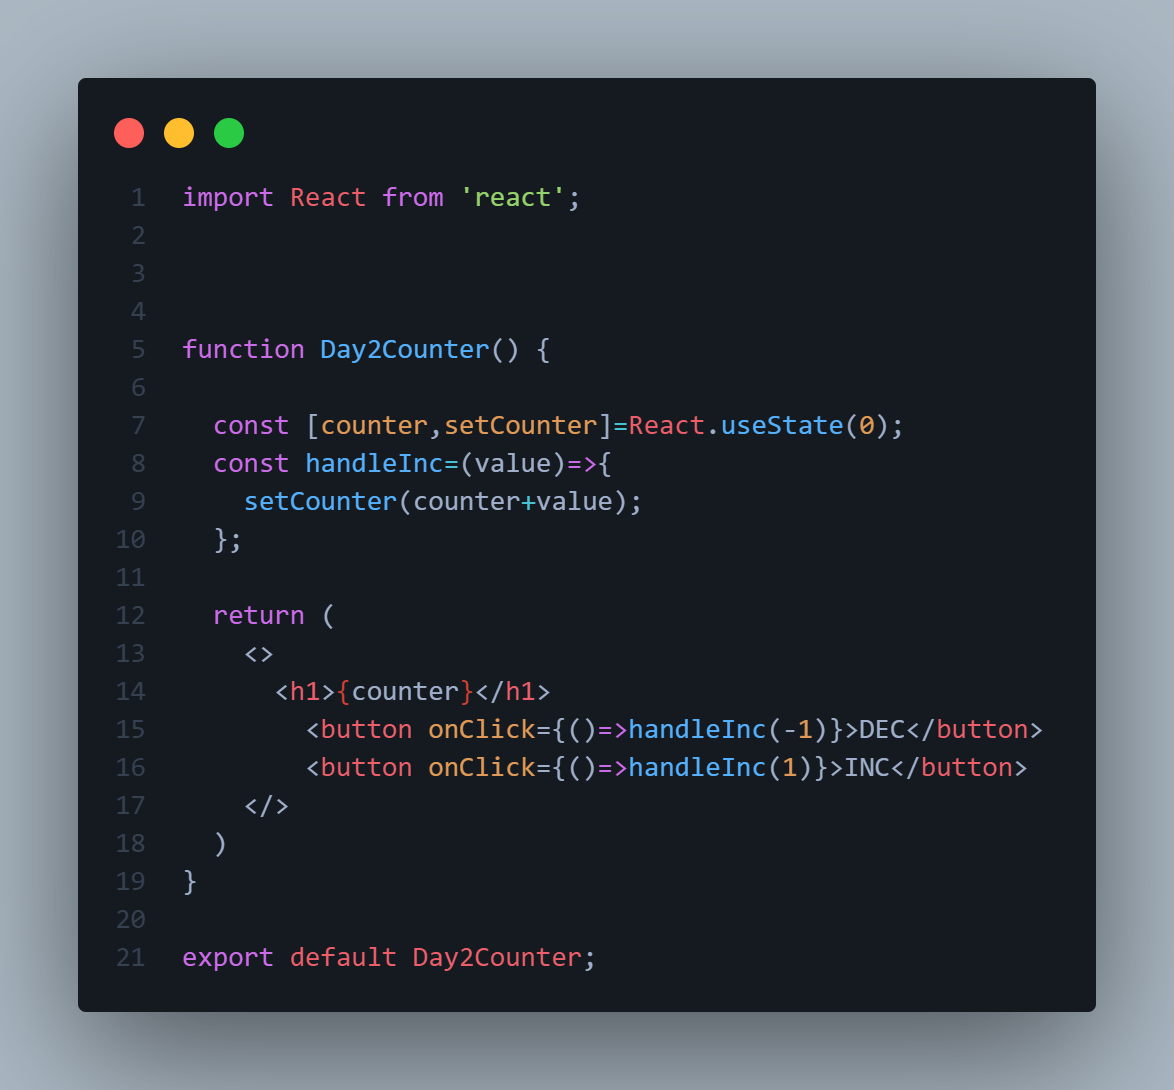 1 import React from 'react';
2
3
4
5 function Day2Counter() {
6
7   const [counter,setCounter]=React.useState(0);
8   const handleInc=(value)=>{
9     setCounter(counter+value);
10   };
11
12   return (
13     <>
14       <h1>{counter}</h1>
15         <button onClick={()=>handleInc(-1)}>DEC</button>
16         <button onClick={()=>handleInc(1)}>INC</button>
17     </>
18   )
19 }
20
21 export default Day2Counter;